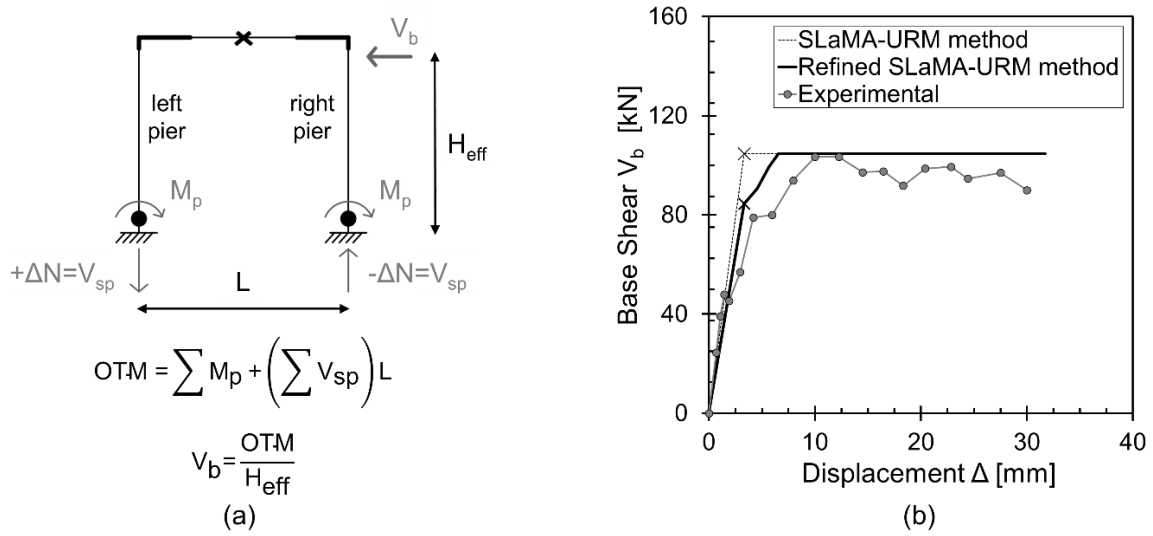 V_b
left
pier
right
pier
H_eff
M_p
M_p
+ΔN=V_sp
-ΔN=V_sp
L
OT-M = ∑ M_p + (∑ V_sp) L
V_b = OT-M / H_eff
(a)
160
120
80
40
0
Base Shear V_b [kN]
SLaMA-URM method
Refined SLaMA-URM method
Experimental
0 10 20 30 40
Displacement Δ [mm]
(b)